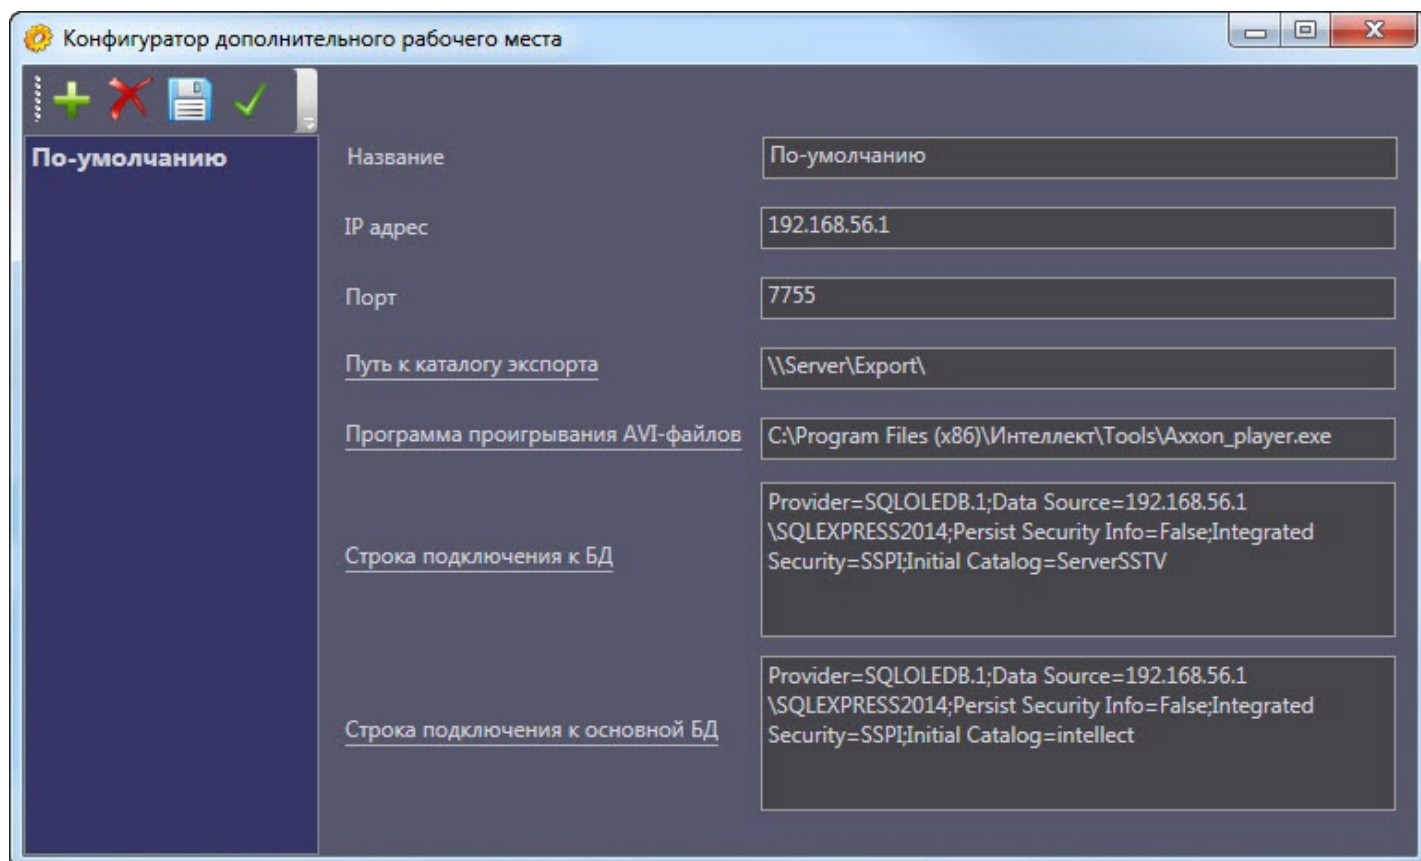 Конфигуратор дополнительного рабочего места
По-умолчанию
Название
По-умолчанию
IP адрес
192.168.56.1
Порт
7755
Путь к каталогу экспорта
\\Server\Export\
Программа проигрывания AVI-файлов
C:\Program Files (x86)\Интеллект\Tools\Axxon_player.exe
Строка подключения к БД
Provider=SQLOLEDB.1;Data Source=192.168.56.1
\SQLEXPRESS2014;Persist Security Info=False;Integrated
Security=SSPI;Initial Catalog=ServerSSTV
Строка подключения к основной БД
Provider=SQLOLEDB.1;Data Source=192.168.56.1
\SQLEXPRESS2014;Persist Security Info=False;Integrated
Security=SSPI;Initial Catalog=intellect